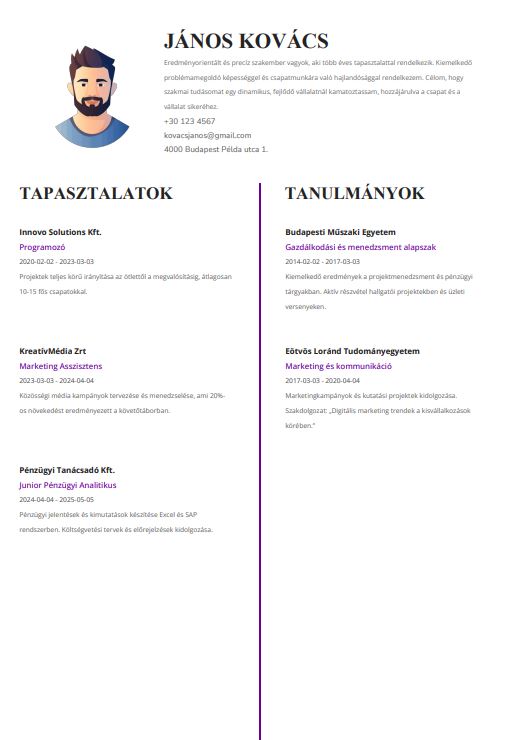 JÁNOS KOVÁCS
Eredményorientált és precíz szakember vagyok, aki több éves tapasztalattal rendelkezik. Kiemelkedő
problémamegoldó képességgel és csapatmunkára való hajlandósággal rendelkezem. Célom, hogy
szakmai tudásomat egy dinamikus, fejlődő vállalatnál kamatoztassam, hozzájárulva a csapat és a
vállalat sikeréhez.
+30 123 4567
kovacsjanos@gmail.com
4000 Budapest Példa utca 1.
TAPASZTALATOK
Innovo Solutions Kft.
Programozó
2020-02-02 - 2023-03-03
Projektek teljes körű irányítása az ötlettől a megvalósításig, átlagosan
10-15 fős csapatokkal.
KreatívMédia Zrt
Marketing Asszisztens
2023-03-03 - 2024-04-04
Közösségi média kampányok tervezése és menedzselése, ami 20%-
os növekedést eredményezett a követőtáborban.
Pénzügyi Tanácsadó Kft.
Junior Pénzügyi Analitikus
2024-04-04 - 2025-05-05
Pénzügyi jelentések és kimutatások készítése Excel és SAP
rendszerben. Költségvetési tervek és előrejelzések kidolgozása.
TANULMÁNYOK
Budapesti Műszaki Egyetem
Gazdálkodási és menedzsment alapszak
2014-02-02 - 2017-03-03
Kiemelkedő eredmények a projektmenedzsment és pénzügyi
tárgyakban. Aktív részvétel hallgatói projektekben és üzleti
versenyeken.
Eötvös Loránd Tudományegyetem
Marketing és kommunikáció
2017-03-03 - 2020-04-04
Marketingkampányok és kutatási projektek kidolgozása.
Szakdolgozat: „Digitális marketing trendek a kisvállalkozások
körében."